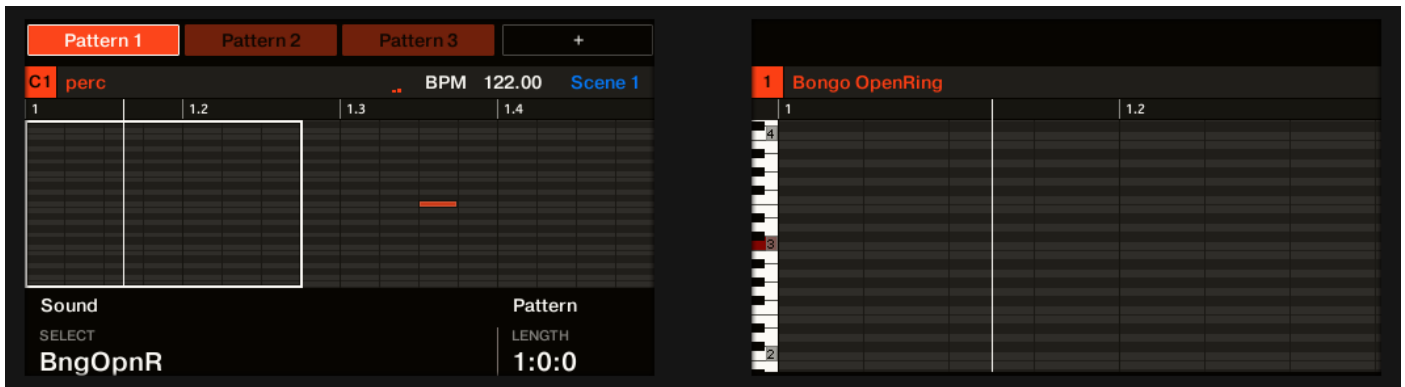 Pattern 1 Pattern 2 Pattern 3 +
C1 perc BPM 122.00 Scene 1
1 1.2 1.3 1.4
Sound Pattern
SELECT LENGTH
BngOpnR 1:0:0
1 Bongo OpenRing
1 1.2
4
3
2